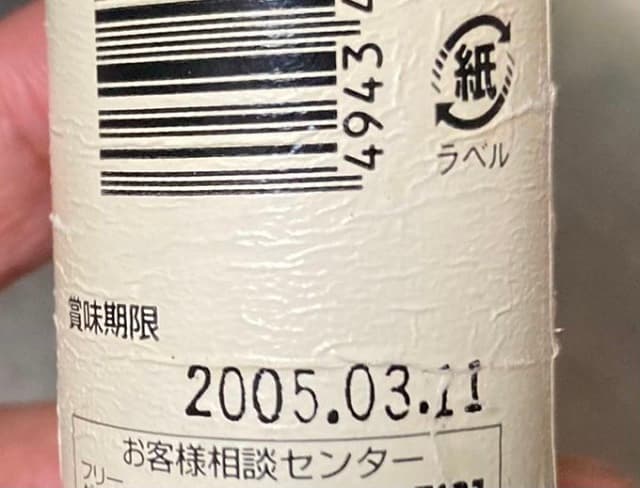 4943
紙
ラベル
賞味期限
2005.03.11
お客様相談センター
フリー